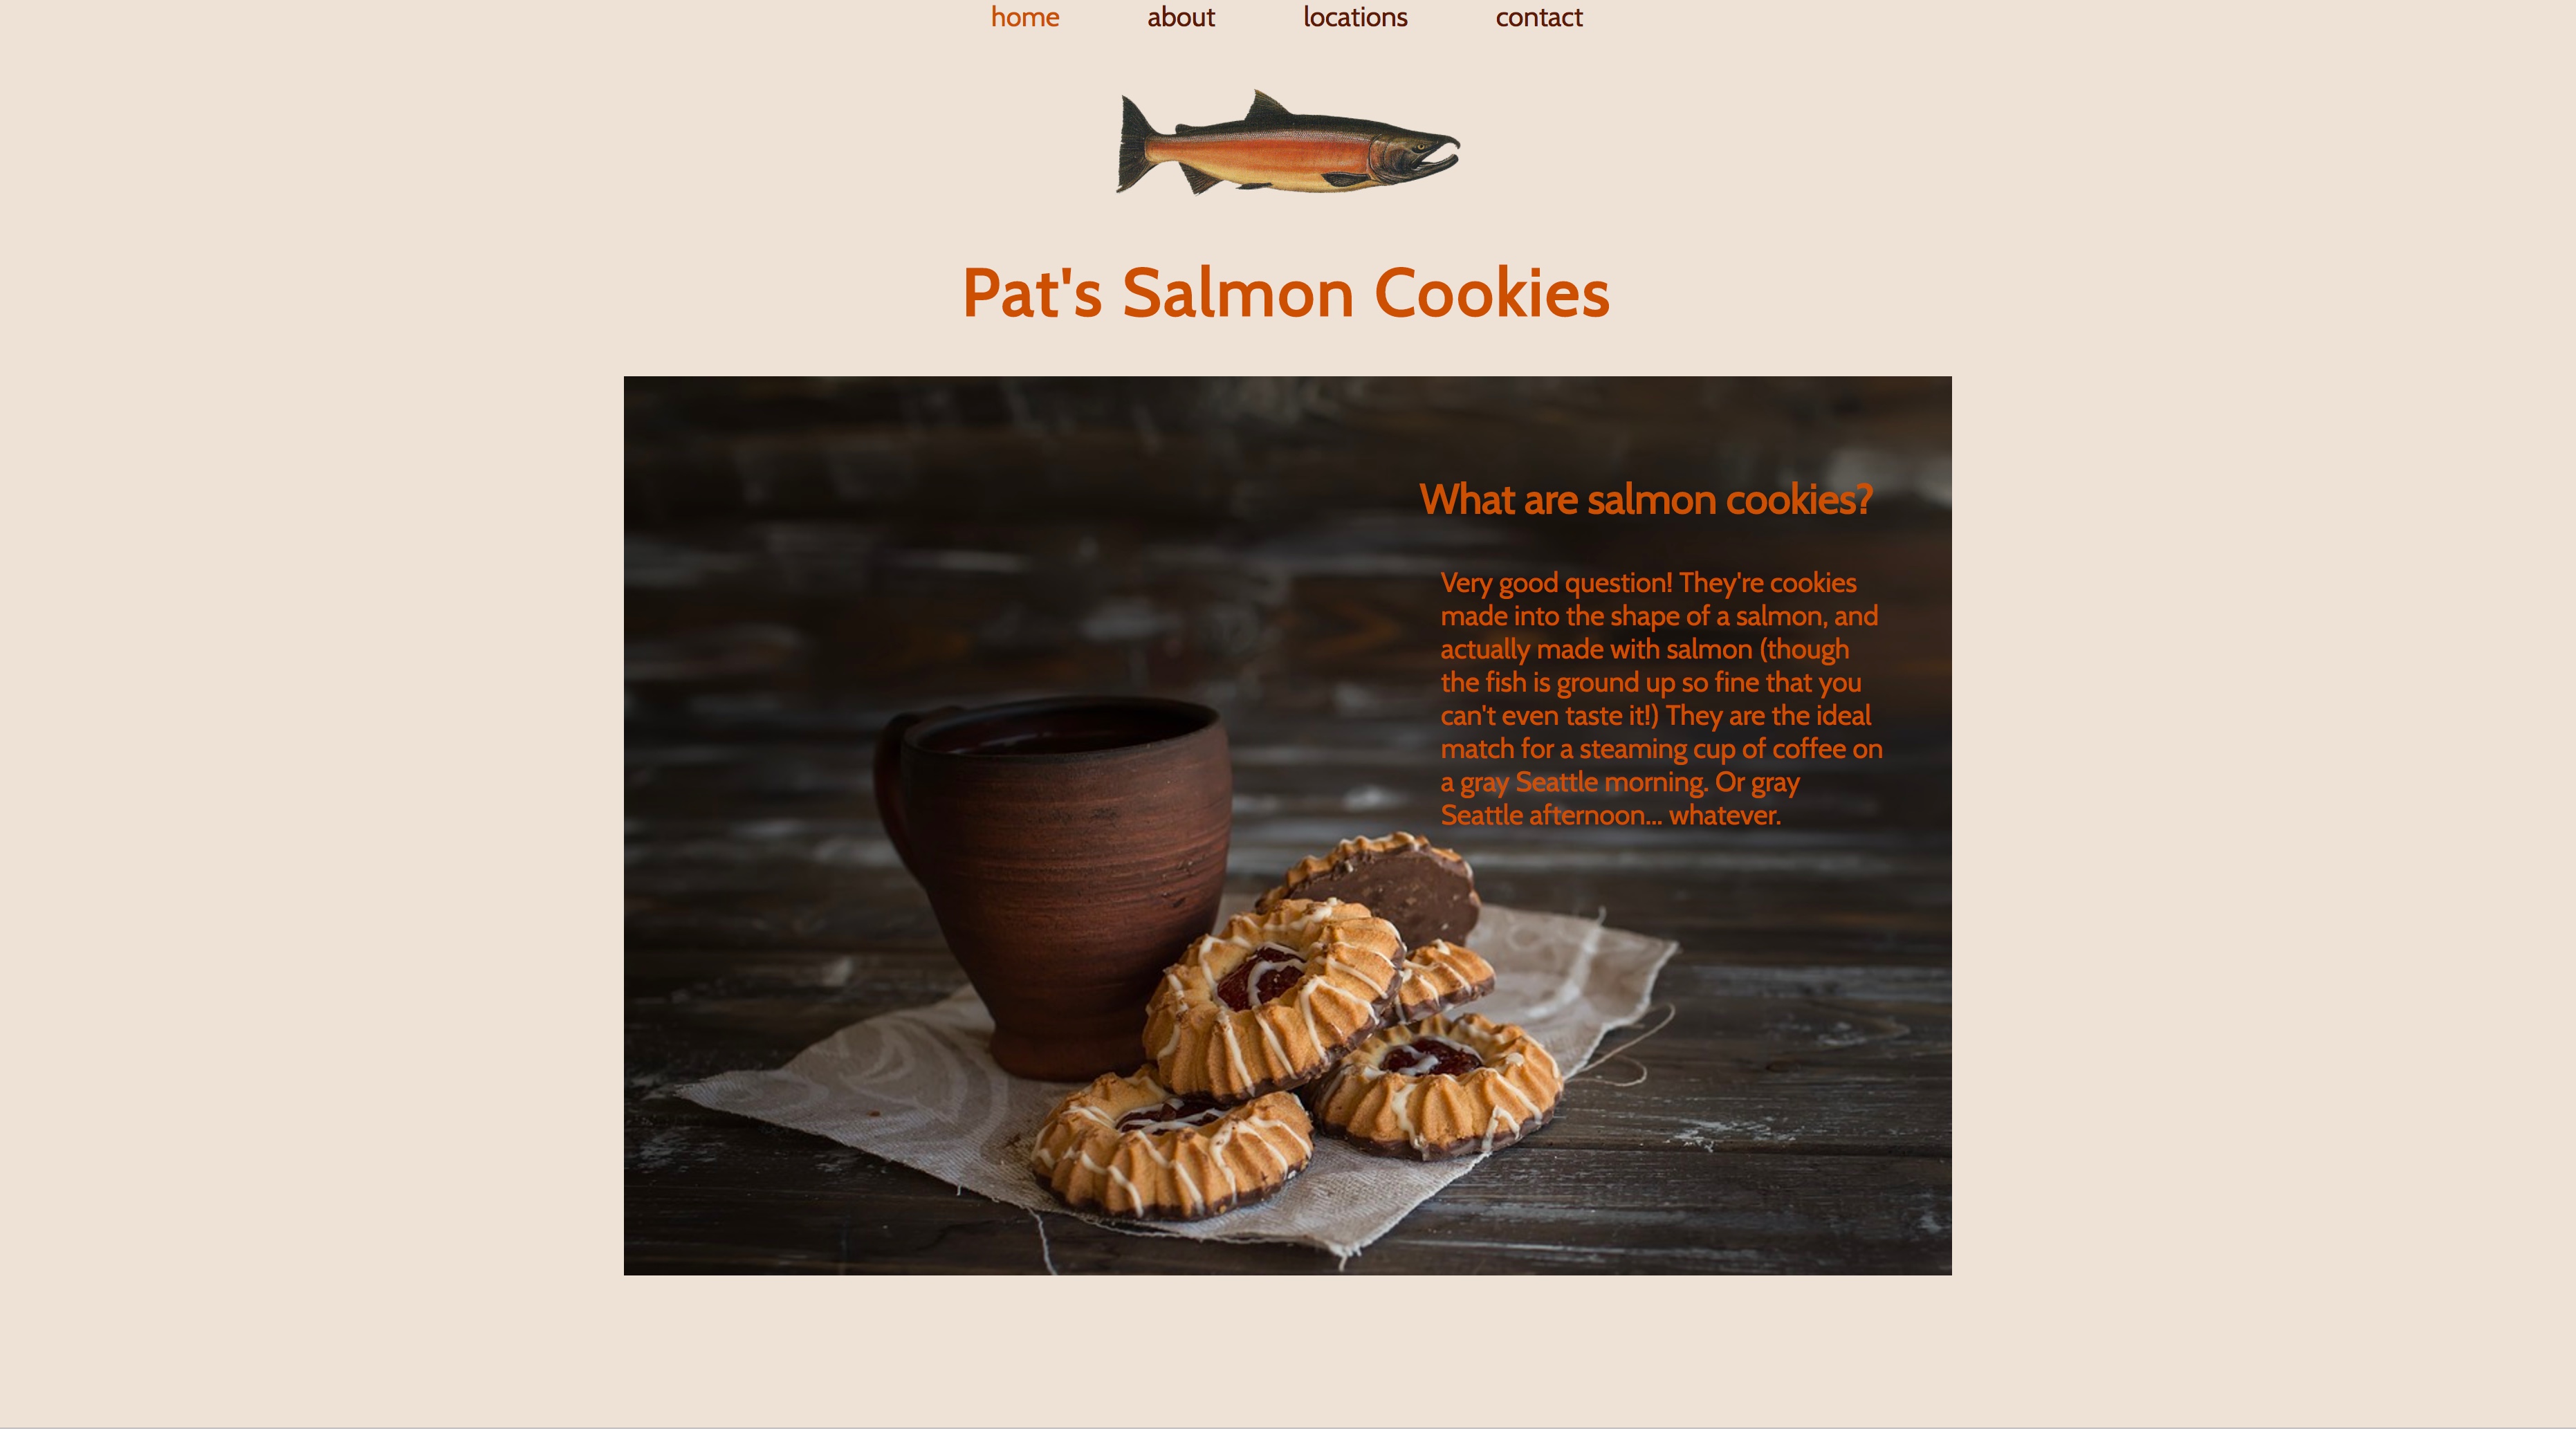 home about locations contact
Pat's Salmon Cookies
What are salmon cookies?
Very good question! They're cookies
made into the shape of a salmon, and
actually made with salmon (though
the fish is ground up so fine that you
can't even taste it!) They are the ideal
match for a steaming cup of coffee on
a gray Seattle morning. Or gray
Seattle afternoon... whatever.